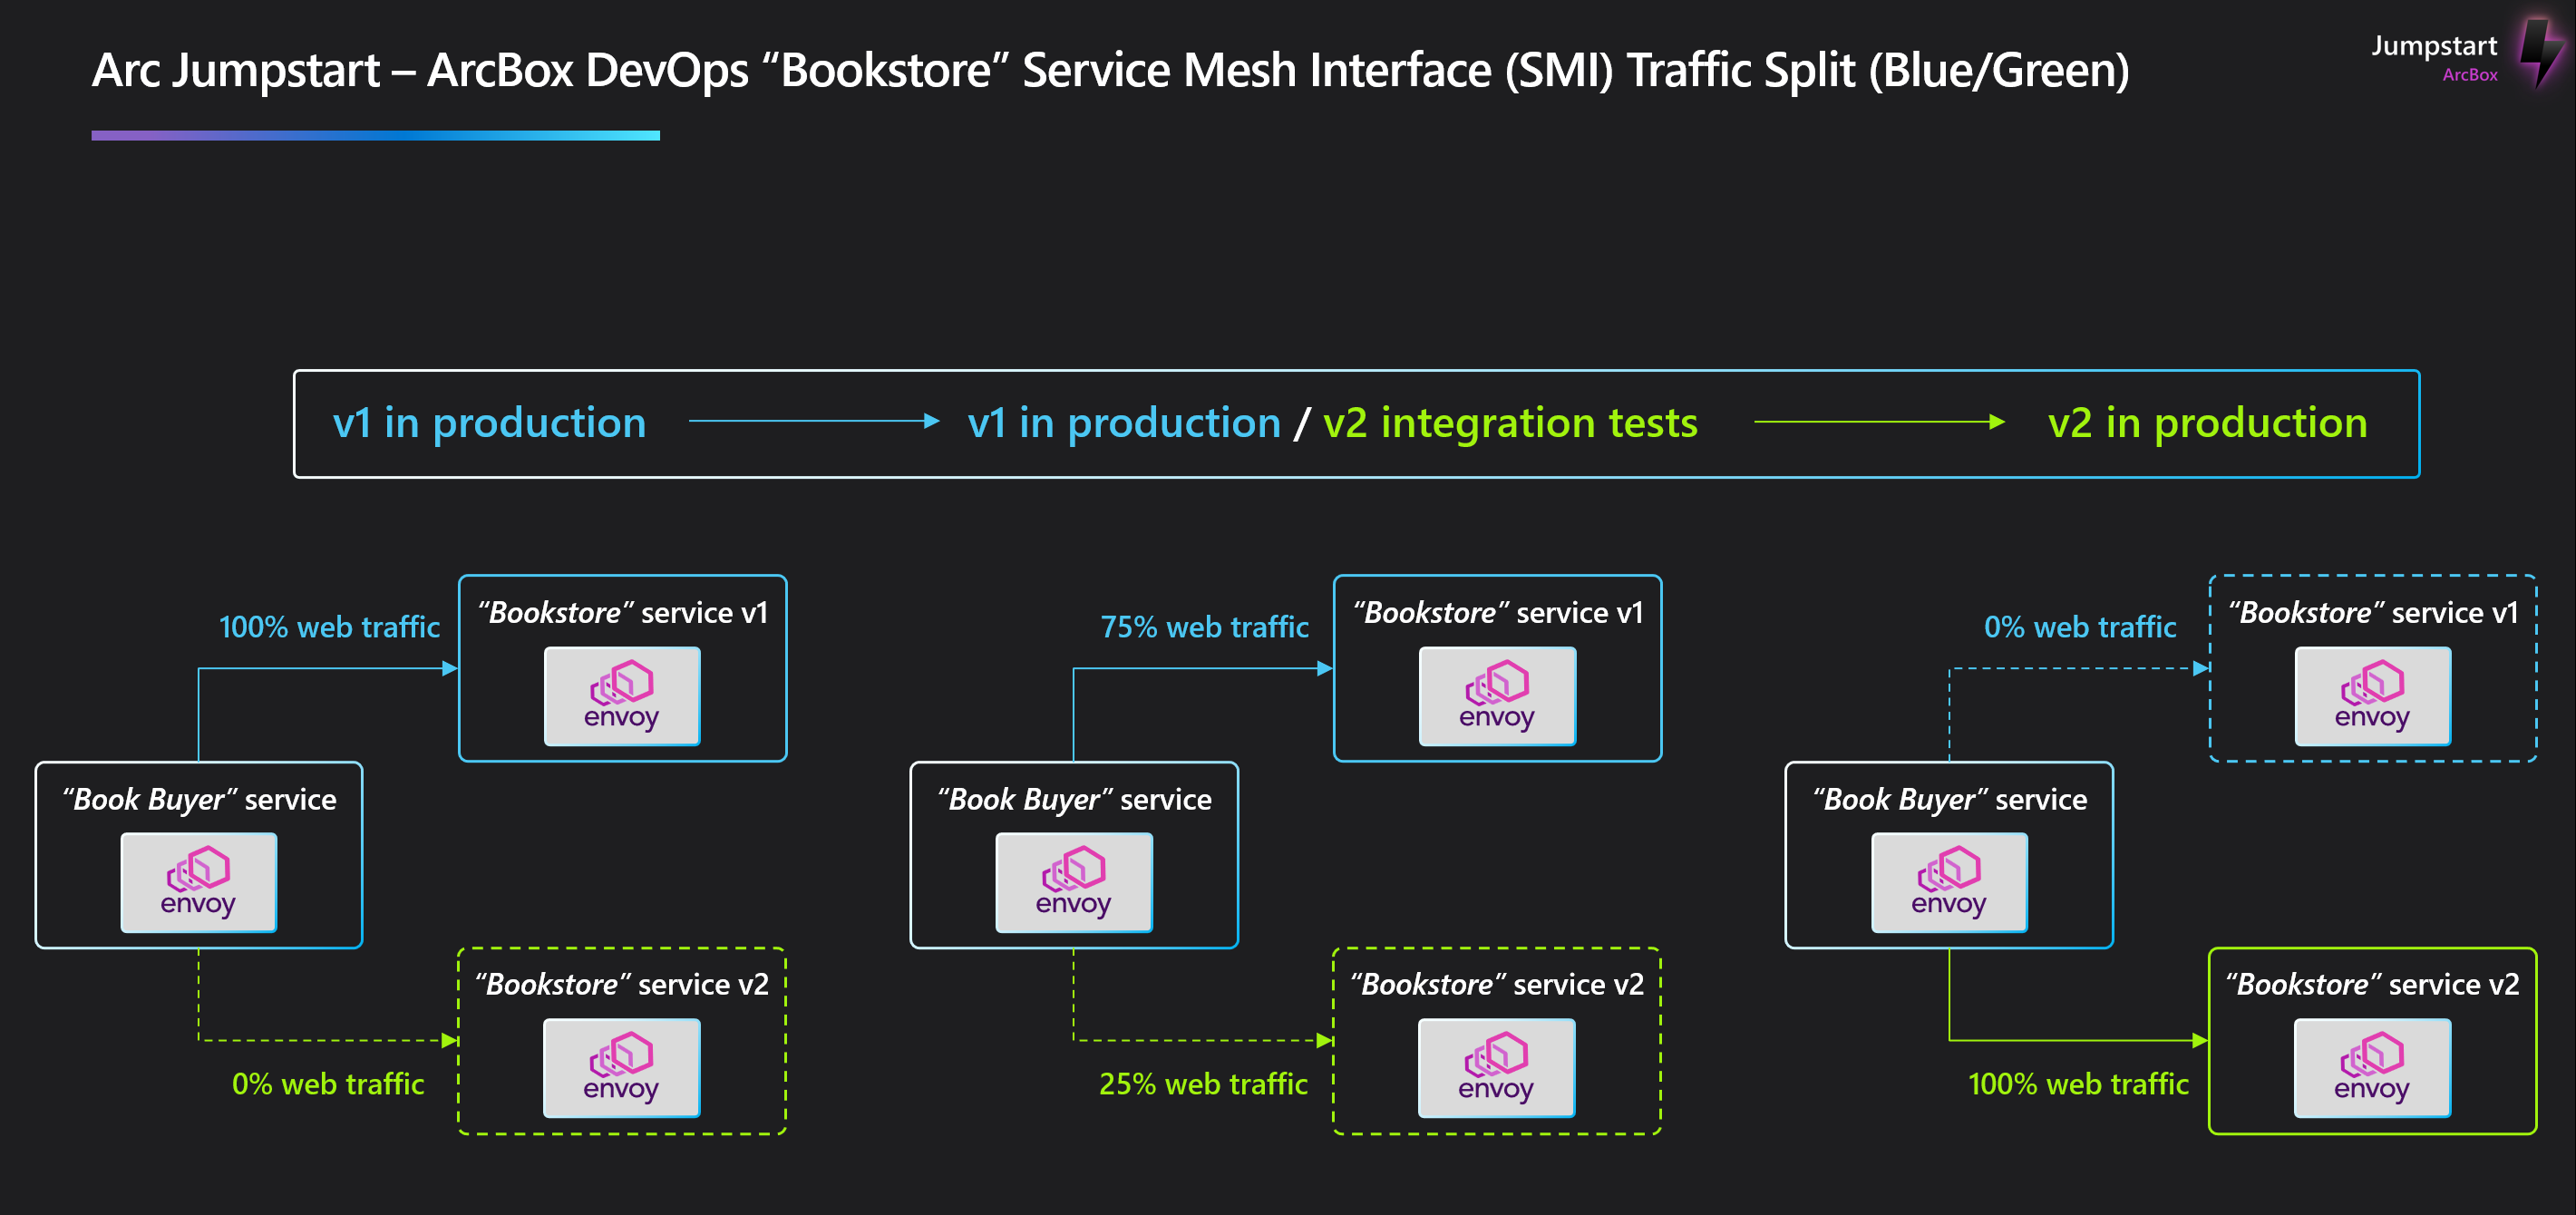 Arc Jumpstart – ArcBox DevOps “Bookstore” Service Mesh Interface (SMI) Traffic Split (Blue/Green)
Jumpstart
ArcBox
v1 in production
v1 in production / v2 integration tests
v2 in production
100% web traffic
“Bookstore” service v1
envoy
“Book Buyer” service
envoy
“Bookstore” service v2
envoy
0% web traffic
75% web traffic
“Bookstore” service v1
envoy
“Book Buyer” service
envoy
“Bookstore” service v2
envoy
25% web traffic
0% web traffic
“Bookstore” service v1
envoy
“Book Buyer” service
envoy
“Bookstore” service v2
envoy
100% web traffic